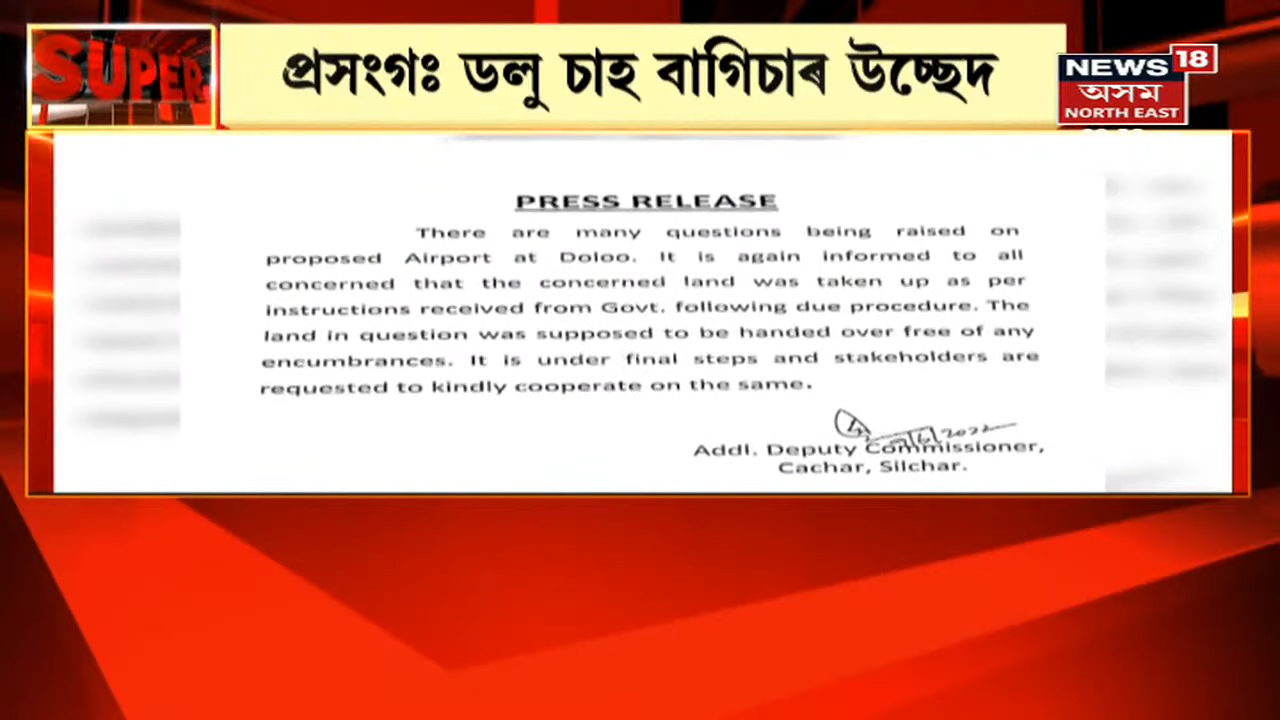 SUPER
প্ৰসংগঃ ডলু চাহ বাগিচাৰ উচ্ছেদ
NEWS 18
অসম
NORTH EAST
PRESS RELEASE
There are many questions being raised on
proposed Airport at Doloo. It is again informed to all
concerned that the concerned land was taken up as per
instructions received from Govt. following due procedure. The
land in question was supposed to be handed over free of any
encumbrances. It is under final steps and stakeholders are
requested to kindly cooperate on the same.
2022
Addl. Deputy Commissioner,
Cachar, Silchar.